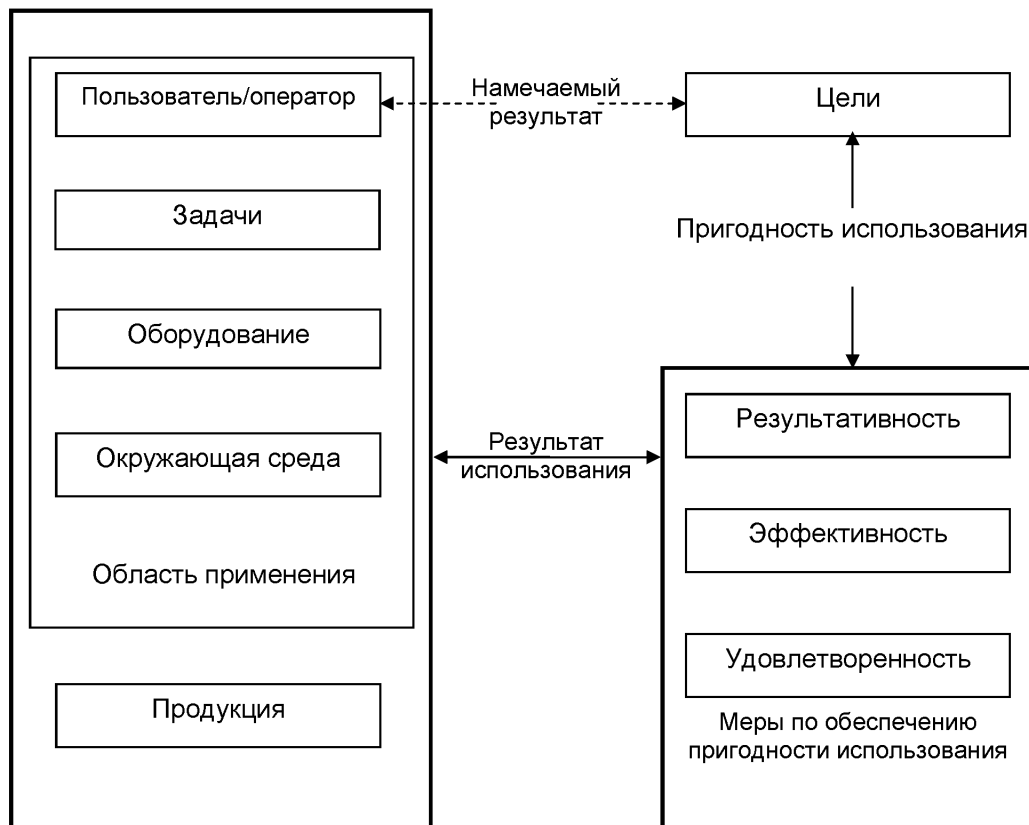 Пользователь/оператор
Задачи
Оборудование
Окружающая среда
Область применения
Продукция
Намечаемый
результат
Результат
использования
Цели
Пригодность использования
Результативность
Эффективность
Удовлетворенность
Меры по обеспечению
пригодности использования